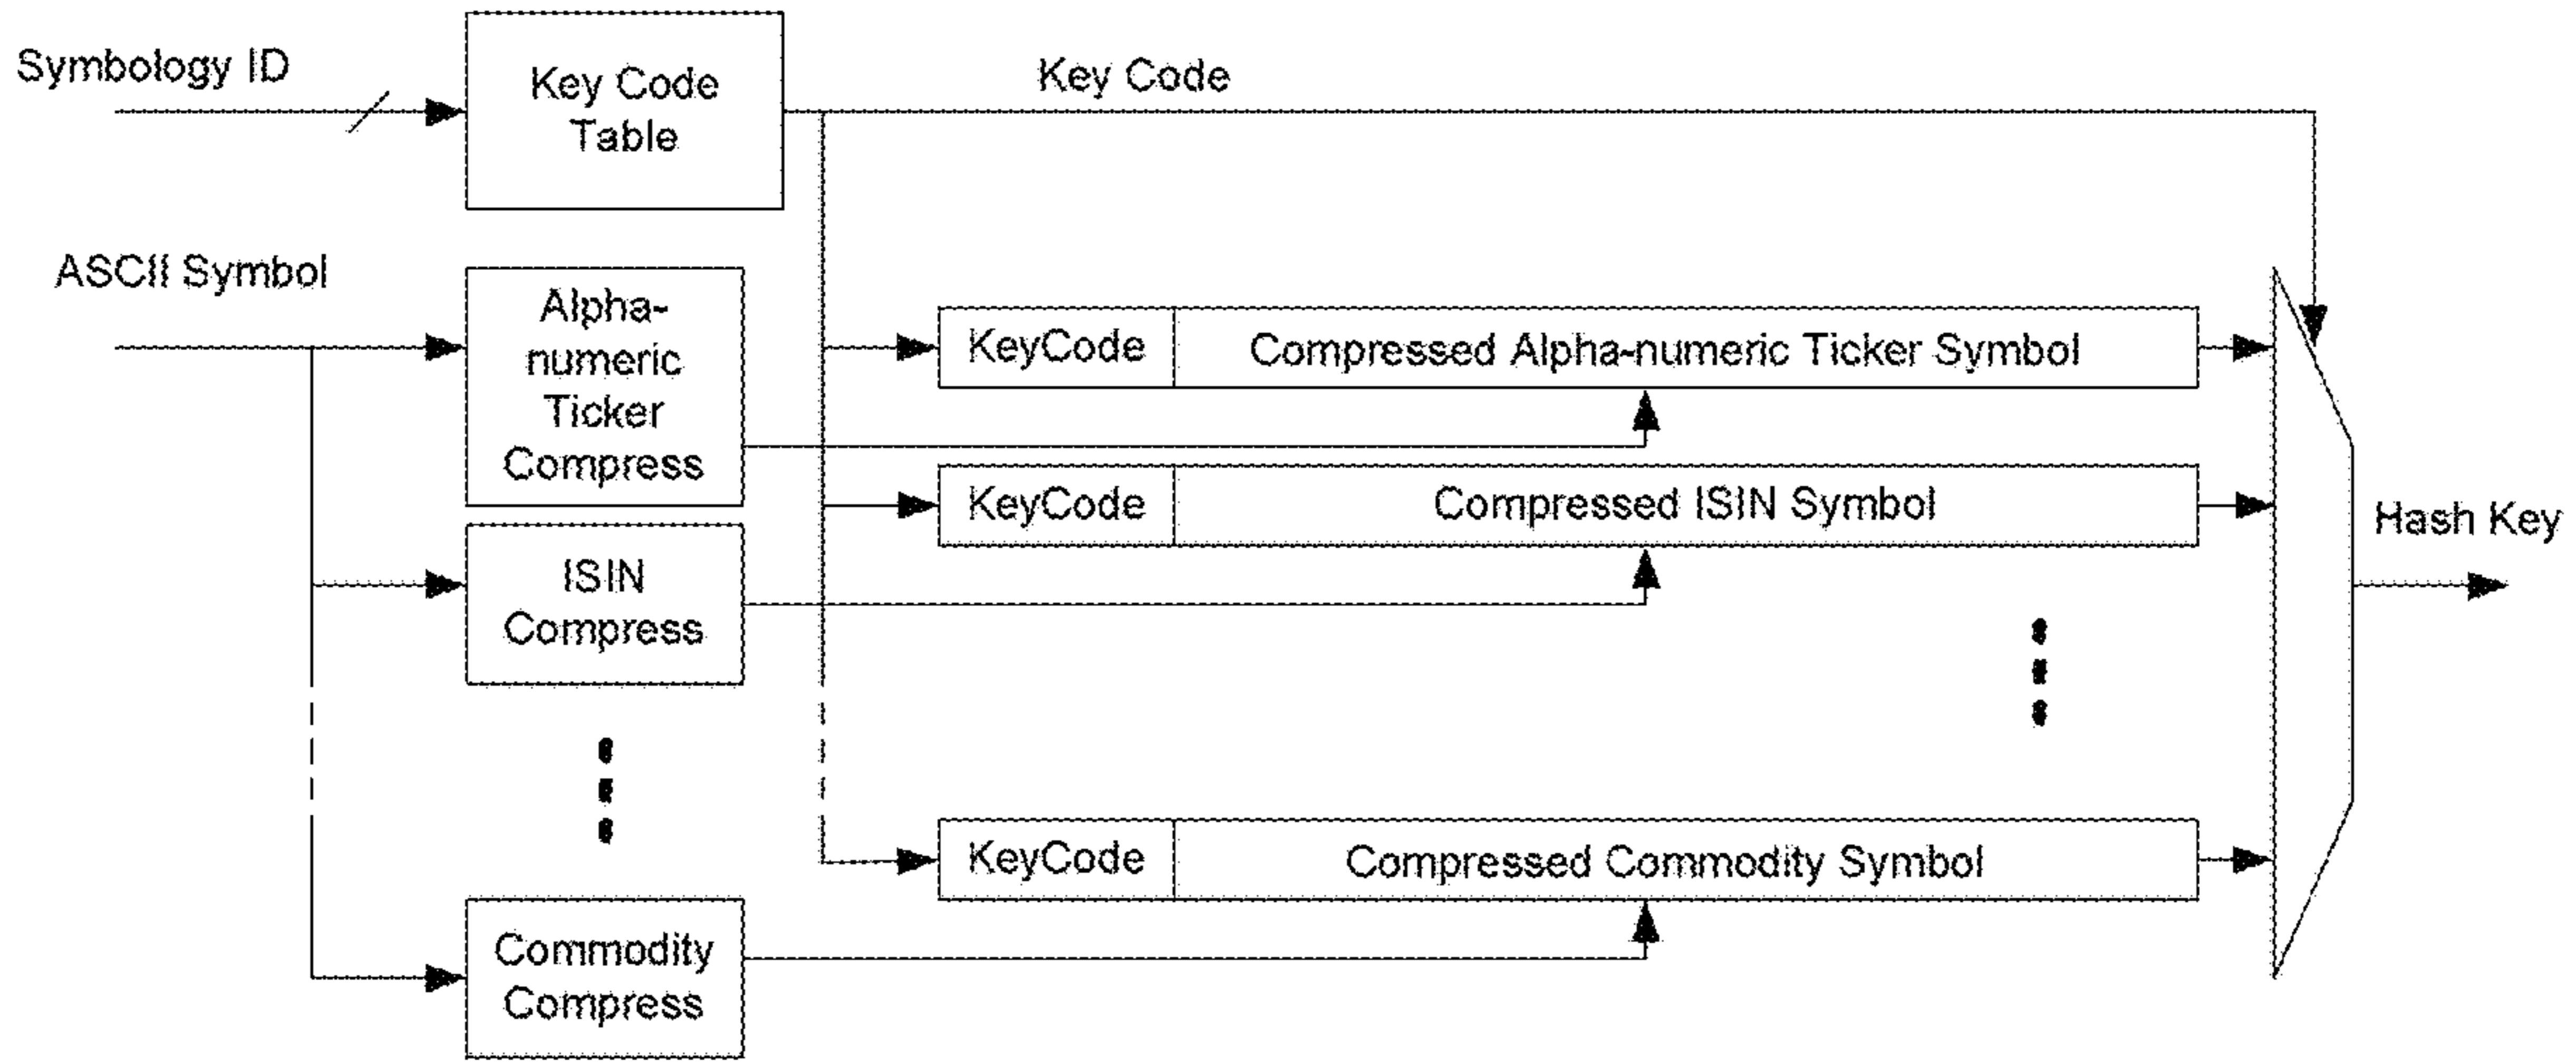 Symbology ID
Key Code
Table
Key Code
ASCII Symbol
Alpha-
numeric
Ticker
Compress
KeyCode
Compressed Alpha-numeric Ticker Symbol
KeyCode
Compressed ISIN Symbol
Hash Key
ISIN
Compress
KeyCode
Compressed Commodity Symbol
Commodity
Compress